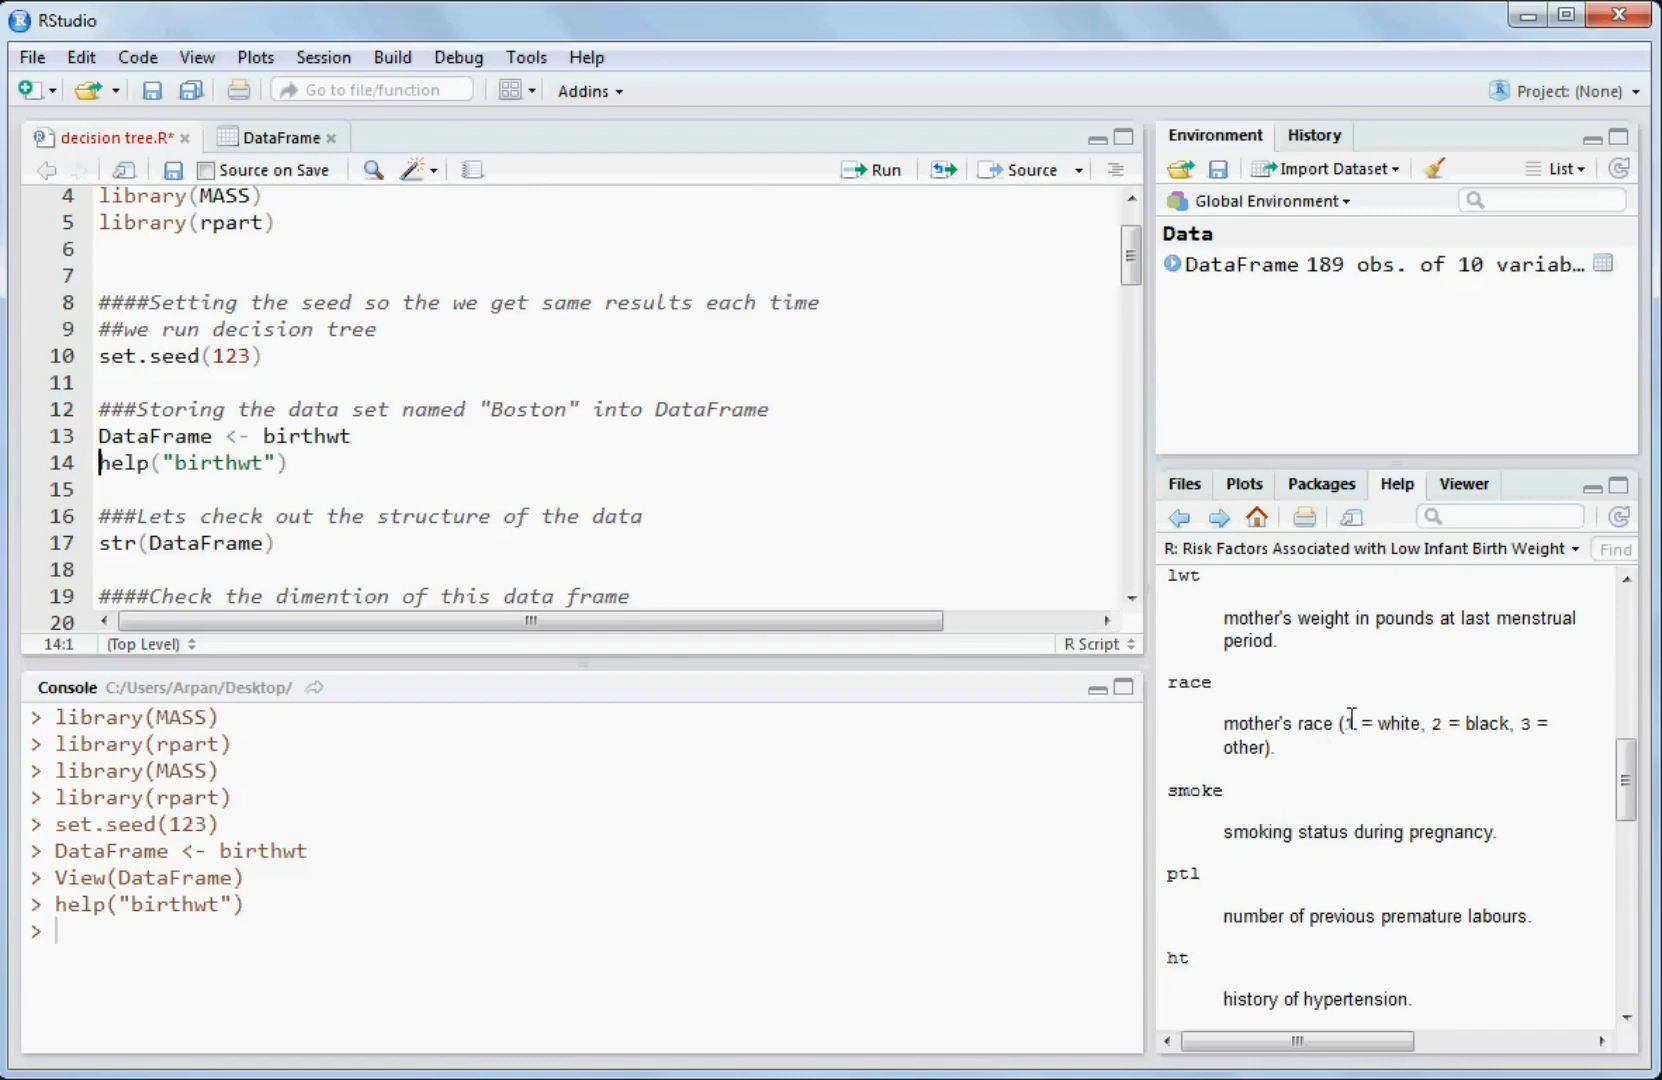 RStudio
File Edit Code View Plots Session Build Debug Tools Help
Go to file/function Addins Project: (None)
decision tree.R* DataFrame
Source on Save Run Source
4 library(MASS)
5 library(rpart)
6
7
8 ####Setting the seed so the we get same results each time
9 ##we run decision tree
10 set.seed(123)
11
12 ###Storing the data set named "Boston" into DataFrame
13 DataFrame <- birthwt
14 help("birthwt")
15
16 ###Lets check out the structure of the data
17 str(DataFrame)
18
19 ####Check the dimention of this data frame
20
14:1 (Top Level) R Script
Console C:/Users/Arpan/Desktop/
> library(MASS)
> library(rpart)
> library(MASS)
> library(rpart)
> set.seed(123)
> DataFrame <- birthwt
> View(DataFrame)
> help("birthwt")
>
Environment History
Import Dataset List
Global Environment
Data
DataFrame 189 obs. of 10 variab…
Files Plots Packages Help Viewer
R: Risk Factors Associated with Low Infant Birth Weight Find
lwt
mother's weight in pounds at last menstrual
period.
race
mother's race (1 = white, 2 = black, 3 =
other).
smoke
smoking status during pregnancy.
ptl
number of previous premature labours.
ht
history of hypertension.